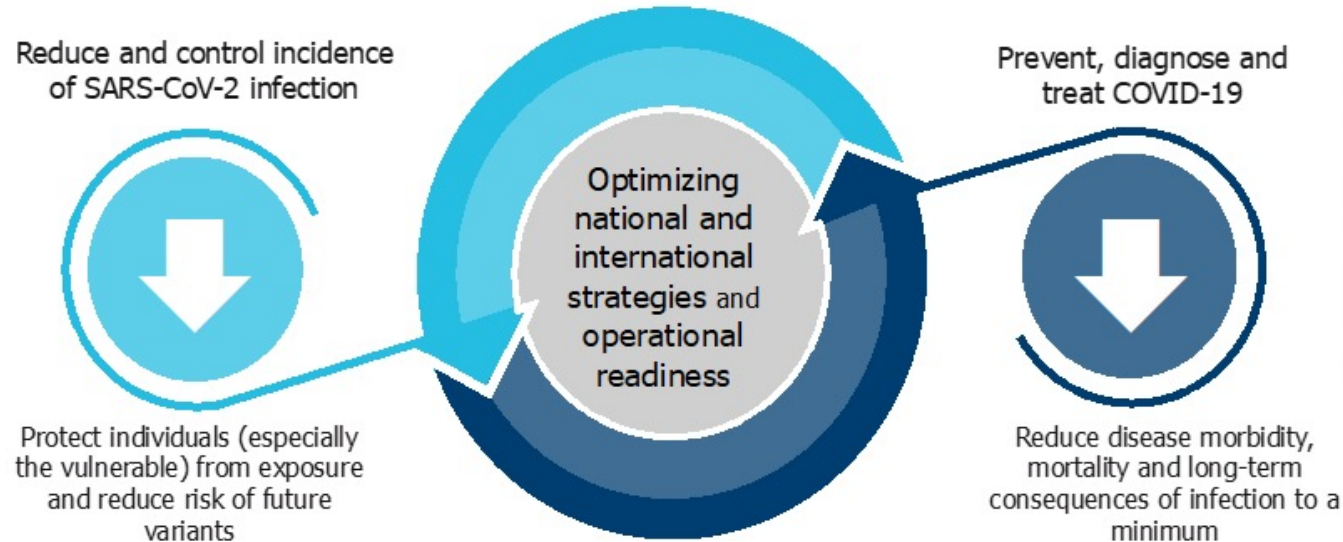 Reduce and control incidence
of SARS-CoV-2 infection
Protect individuals (especially
the vulnerable) from exposure
and reduce risk of future
variants
Optimizing
national and
international
strategies and
operational
readiness
Prevent, diagnose and
treat COVID-19
Reduce disease morbidity,
mortality and long-term
consequences of infection to a
minimum